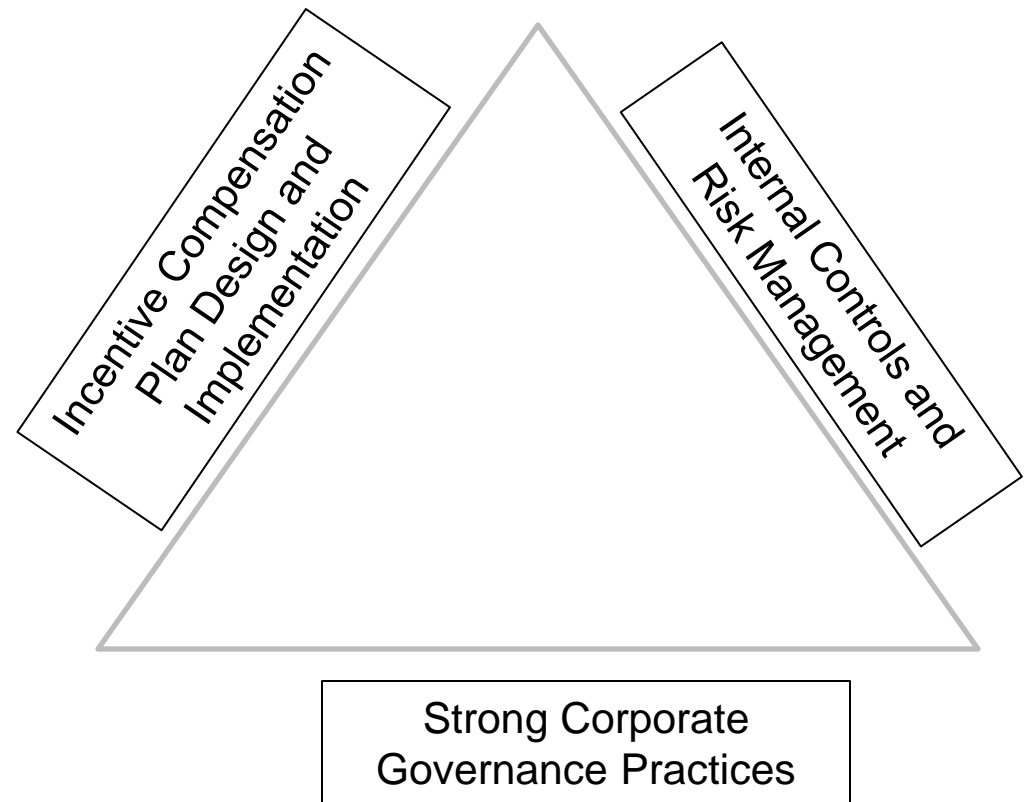 Incentive Compensation
Plan Design and
Implementation
Internal Controls and
Risk Management
Strong Corporate
Governance Practices